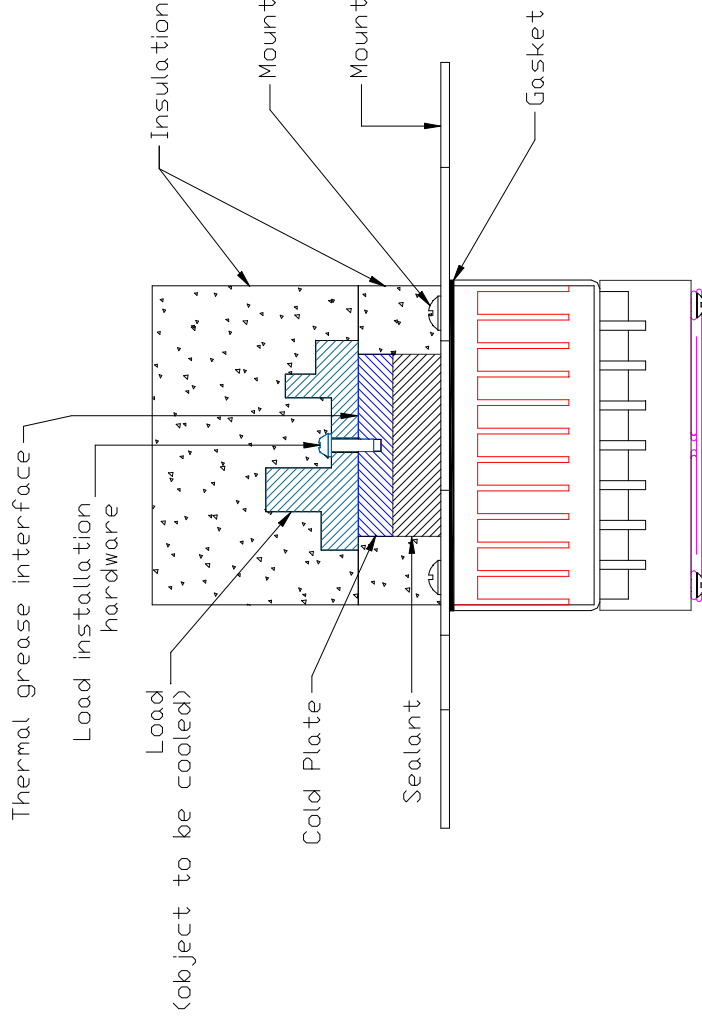 Thermal grease interface
Load installation
hardware
Load
(object to be cooled)
Cold Plate
Sealant
Insulation
Mount
Mount
Gasket